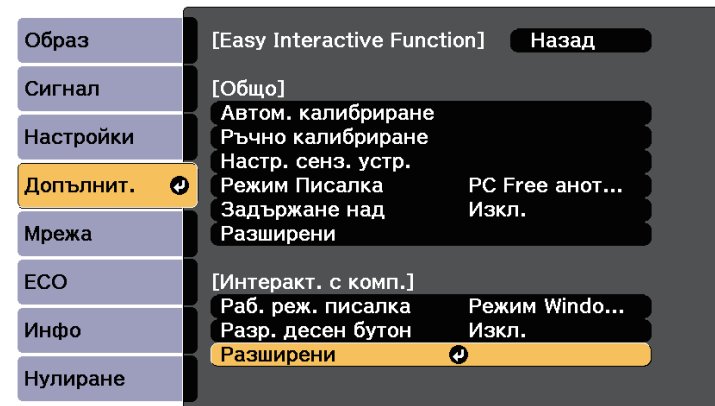 Образ
Сигнал
Настройки
Допълнит.
Мрежа
ECO
Инфо
Нулиране
[Easy Interactive Function] Назад
[Общо]
Автом. калибриране
Ръчно калибриране
Настр. сенз. устр.
Режим Писалка PC Free анот...
Задържане над Изкл.
Разширени
[Интеракт. с комп.]
Раб. реж. писалка Режим Windo...
Разр. десен бутон Изкл.
Разширени